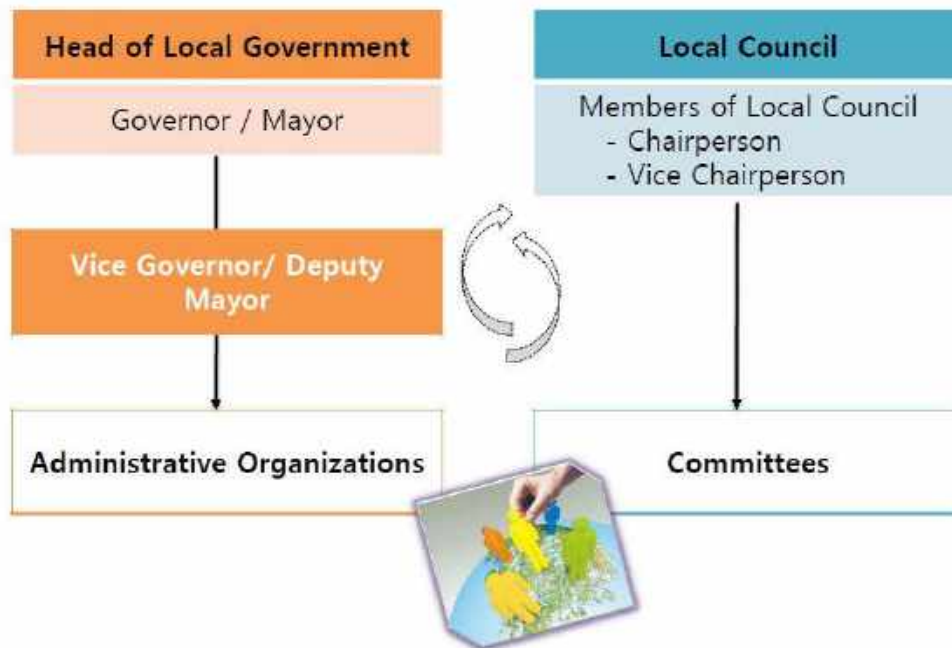 Head of Local Government
Governor / Mayor
Vice Governor/ Deputy
Mayor
Administrative Organizations
Local Council
Members of Local Council
- Chairperson
- Vice Chairperson
Committees